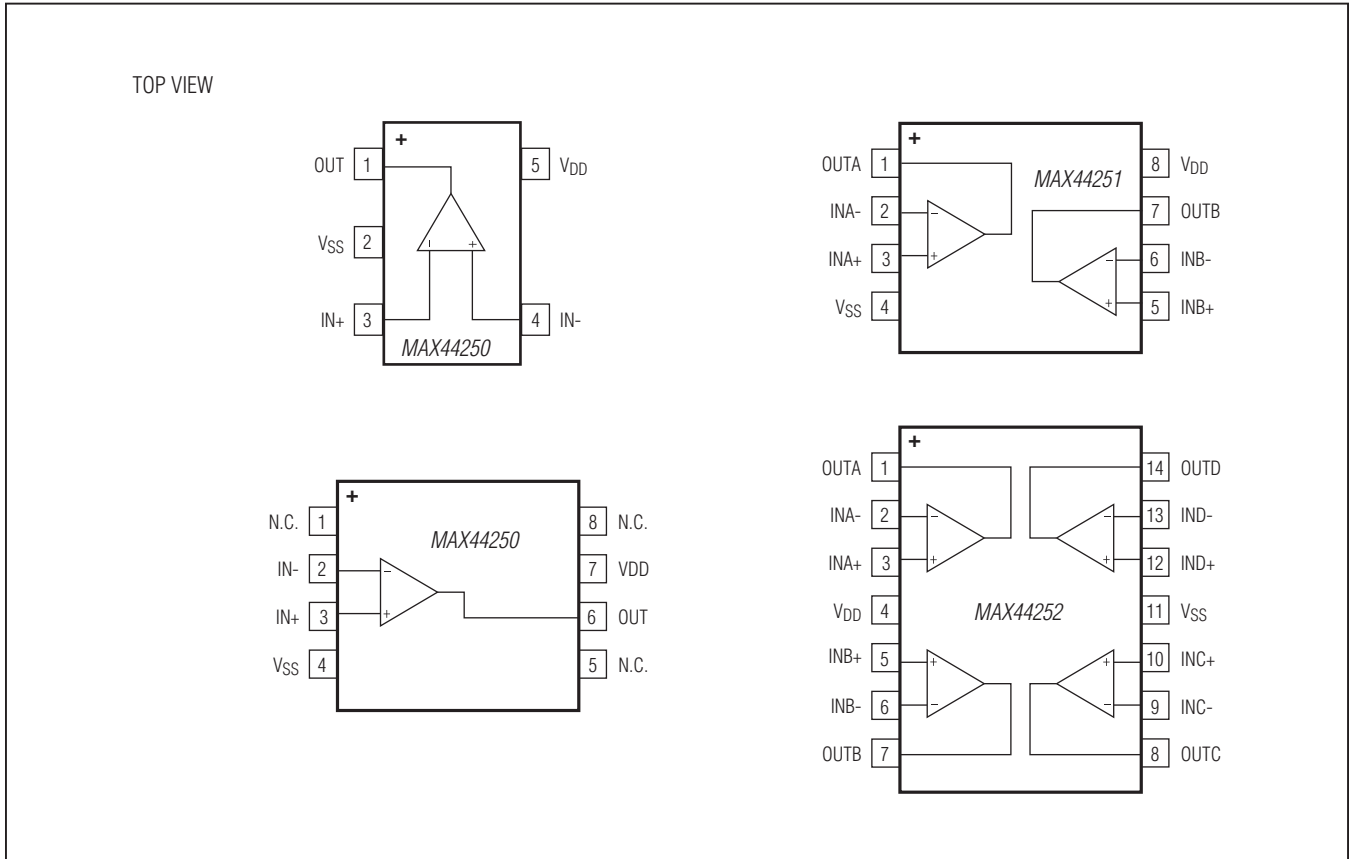 TOP VIEW
+
OUT 1
5 VDD
VSS 2
− +
IN+ 3
4 IN-
MAX44250
+
OUTA 1
8 VDD
MAX44251
INA- 2 −
7 OUTB
INA+ 3 +
− 6 INB-
VSS 4
+ 5 INB+
+
N.C. 1
8 N.C.
MAX44250
IN- 2 −
7 VDD
IN+ 3 +
6 OUT
VSS 4
5 N.C.
+
OUTA 1
14 OUTD
INA- 2 −
− 13 IND-
INA+ 3 +
+ 12 IND+
VDD 4
MAX44252
11 VSS
INB+ 5 +
+ 10 INC+
INB- 6 −
− 9 INC-
OUTB 7
8 OUTC